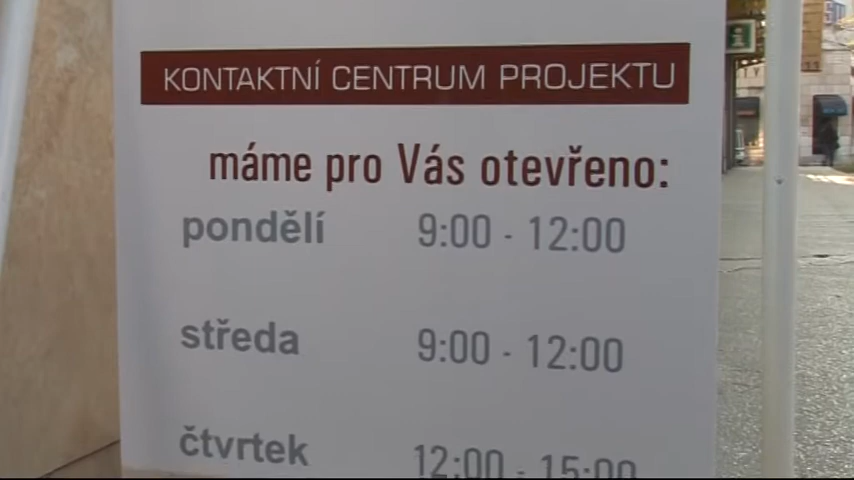 KONTAKTNÍ CENTRUM PROJEKTU
máme pro Vás otevřeno:
pondělí 9:00 - 12:00
středa 9:00 - 12:00
čtvrtek 12:00 - 15:00